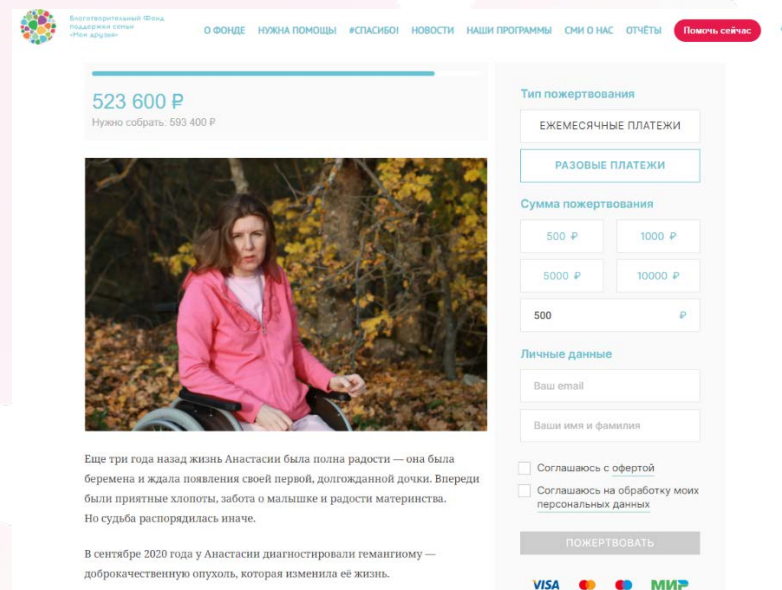 Благотворительный Фонд
поддержки семьи
«Мои друзья»
О ФОНДЕ НУЖНА ПОМОЩЬ #СПАСИБО! НОВОСТИ НАШИ ПРОГРАММЫ СМИ О НАС ОТЧЁТЫ Помочь сейчас
523 600 ₽
Нужно собрать: 593 400 ₽
Еще три года назад жизнь Анастасии была полна радости — она была
беременна и ждала появления своей первой, долгожданной дочки. Впереди
были приятные хлопоты, забота о малышке и радости материнства.
Но судьба распорядилась иначе.
В сентябре 2020 года у Анастасии диагностировали гемангиому —
доброкачественную опухоль, которая изменила её жизнь.
Тип пожертвования
ЕЖЕМЕСЯЧНЫЕ ПЛАТЕЖИ
РАЗОВЫЕ ПЛАТЕЖИ
Сумма пожертвования
500 ₽ 1000 ₽
5000 ₽ 10000 ₽
500 ₽
Личные данные
Ваш email
Ваши имя и фамилия
Соглашаюсь с офертой
Соглашаюсь на обработку моих
персональных данных
ПОЖЕРТВОВАТЬ
VISA МИР